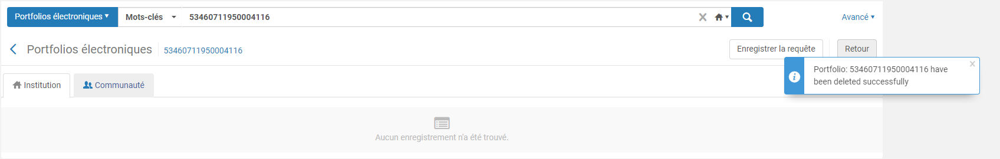 Portfolios électroniques Mots-clés 53460711950004116 Avancé
Portfolios électroniques 53460711950004116 Enregistrer la requête Retour
Portfolio: 53460711950004116 have
been deleted successfully
Institution Communauté
Aucun enregistrement n'a été trouvé.